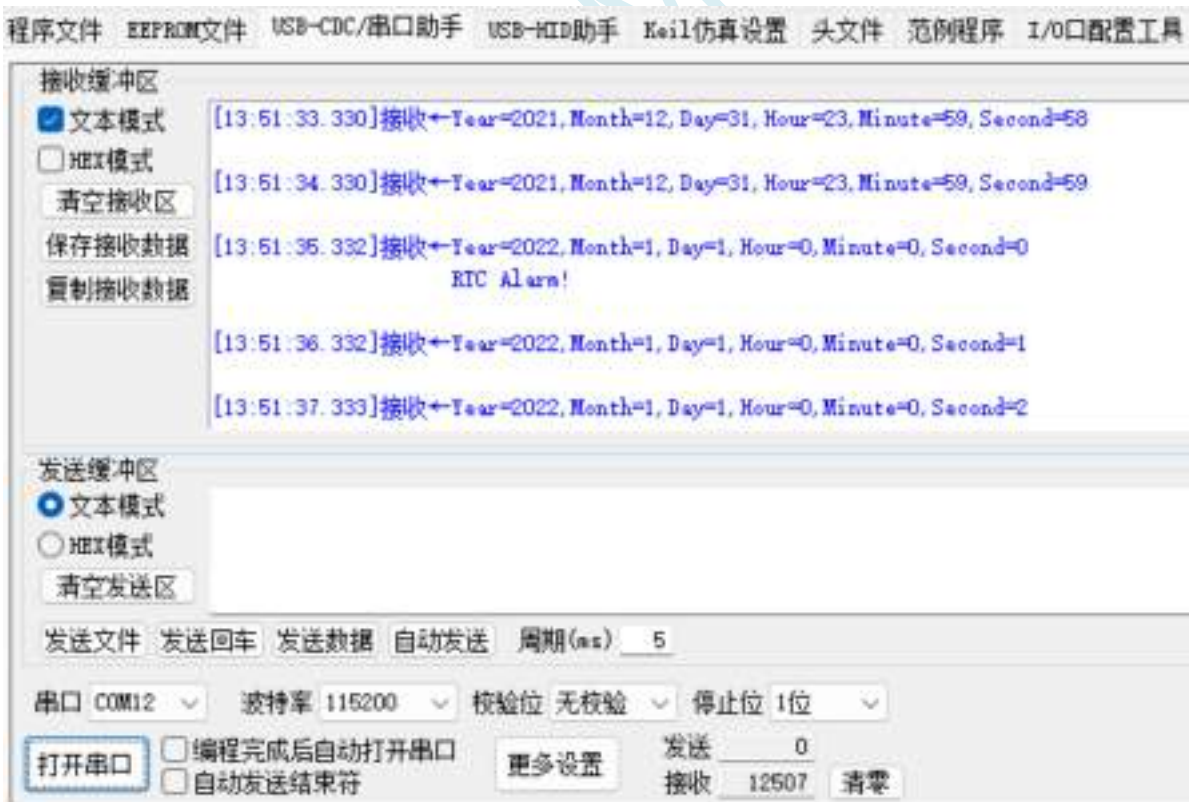 程序文件 EEPROM文件 USB-CDC/串口助手 USB-HID助手 Keil仿真设置 头文件 范例程序 I/O口配置工具
接收缓冲区
文本模式
HEX模式
清空接收区
保存接收数据
复制接收数据
[13:51:33.330]接收←Year=2021,Month=12,Day=31,Hour=23,Minute=59,Second=58
[13:51:34.330]接收←Year=2021,Month=12,Day=31,Hour=23,Minute=59,Second=59
[13:51:35.332]接收←Year=2022,Month=1,Day=1,Hour=0,Minute=0,Second=0
RTC Alarm!
[13:51:36.332]接收←Year=2022,Month=1,Day=1,Hour=0,Minute=0,Second=1
[13:51:37.333]接收←Year=2022,Month=1,Day=1,Hour=0,Minute=0,Second=2
发送缓冲区
文本模式
HEX模式
清空发送区
发送文件 发送回车 发送数据 自动发送 周期(ms) 5
串口 COM12 波特率 115200 校验位 无校验 停止位 1位
打开串口 编程完成后自动打开串口 更多设置 发送 0
自动发送结束符 接收 12507 清零